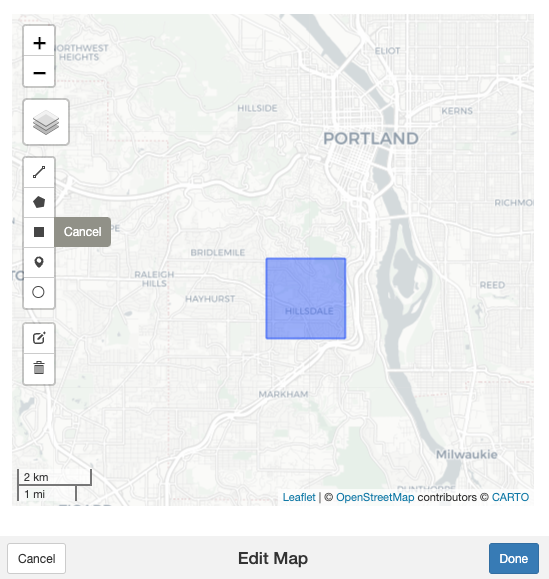 +
ORTHWEST
HEIGHTS
ELIOT
−
HILLSIDE
KERNS
PORTLAND
RICHMO
Cancel
BRIDLEMILE
RALEIGH
HILLS
REED
HAYHURST
HILLSDALE
MARKHAM
Milwaukie
2 km
1 mi
Leaflet | © OpenStreetMap contributors © CARTO
Cancel
Edit Map
Done